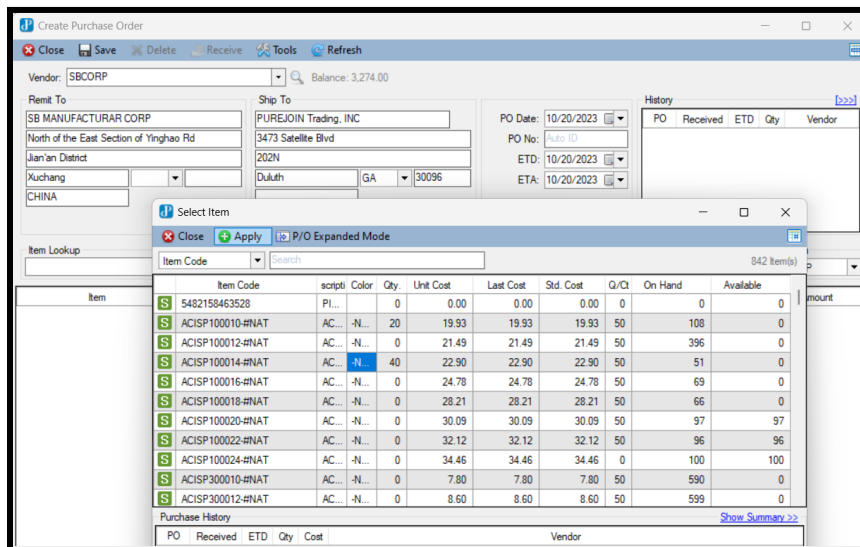 Create Purchase Order
Close Save Delete Receive Tools Refresh
Vendor: SBCORP Balance: 3,274.00
Remit To Ship To History [>>>]
SB MANUFACTURAR CORP PUREJOIN Trading, INC PO Date: 10/20/2023 PO Received ETD Qty Vendor
North of the East Section of Yinghao Rd 3473 Satellite Blvd PO No: Auto ID
Jian'an District 202N ETD: 10/20/2023
Xuchang Duluth GA 30096 ETA: 10/20/2023
CHINA
Select Item
Close Apply P/O Expanded Mode
Item Lookup
Item Code Search 842 Item(s)
Item Item Code scripti Color Qty. Unit Cost Last Cost Std. Cost Q/Ct On Hand Available mount
S 5482158463528 PI... 0 0.00 0.00 0.00 0 0 0
S ACISP100010-#NAT AC... -N... 20 19.93 19.93 19.93 50 108 0
S ACISP100012-#NAT AC... -N... 0 21.49 21.49 21.49 50 396 0
S ACISP100014-#NAT AC... -N... 40 22.90 22.90 22.90 50 51 0
S ACISP100016-#NAT AC... -N... 0 24.78 24.78 24.78 50 69 0
S ACISP100018-#NAT AC... -N... 0 28.21 28.21 28.21 50 66 0
S ACISP100020-#NAT AC... -N... 0 30.09 30.09 30.09 50 97 97
S ACISP100022-#NAT AC... -N... 0 32.12 32.12 32.12 50 96 96
S ACISP100024-#NAT AC... -N... 0 34.46 34.46 34.46 0 100 100
S ACISP300010-#NAT AC... -N... 0 7.80 7.80 7.80 50 590 0
S ACISP300012-#NAT AC... -N... 0 8.60 8.60 8.60 50 599 0
Purchase History Show Summary >>
PO Received ETD Qty Cost Vendor